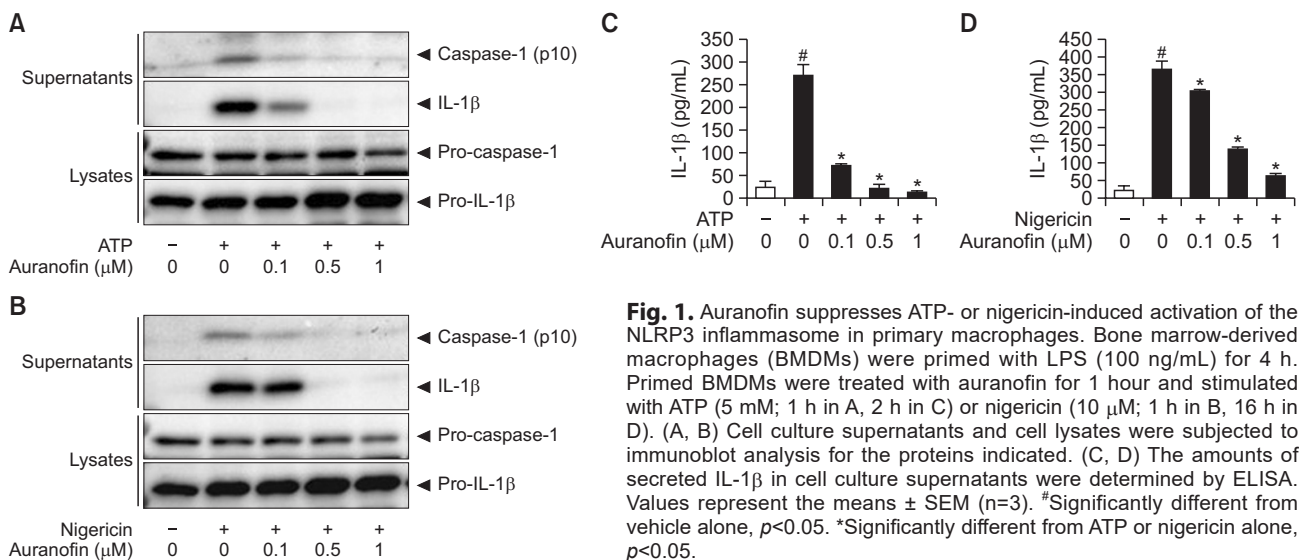 A
Supernatants
Lysates
◄ Caspase-1 (p10)
◄ IL-1β
◄ Pro-caspase-1
◄ Pro-IL-1β
ATP − + + + +
Auranofin (μM) 0 0 0.1 0.5 1
B
Supernatants
Lysates
◄ Caspase-1 (p10)
◄ IL-1β
◄ Pro-caspase-1
◄ Pro-IL-1β
Nigericin − + + + +
Auranofin (μM) 0 0 0.1 0.5 1
C
IL-1β (pg/mL)
350
300
250
200
150
100
50
0
#
*
*
*
ATP − + + + +
Auranofin (μM) 0 0 0.1 0.5 1
D
IL-1β (pg/mL)
450
400
350
300
250
200
150
100
50
0
#
*
*
*
Nigericin − + + + +
Auranofin (μM) 0 0 0.1 0.5 1
Fig. 1. Auranofin suppresses ATP- or nigericin-induced activation of the
NLRP3 inflammasome in primary macrophages. Bone marrow-derived
macrophages (BMDMs) were primed with LPS (100 ng/mL) for 4 h.
Primed BMDMs were treated with auranofin for 1 hour and stimulated
with ATP (5 mM; 1 h in A, 2 h in C) or nigericin (10 μM; 1 h in B, 16 h in
D). (A, B) Cell culture supernatants and cell lysates were subjected to
immunoblot analysis for the proteins indicated. (C, D) The amounts of
secreted IL-1β in cell culture supernatants were determined by ELISA.
Values represent the means ± SEM (n=3). #Significantly different from
vehicle alone, p<0.05. *Significantly different from ATP or nigericin alone,
p<0.05.